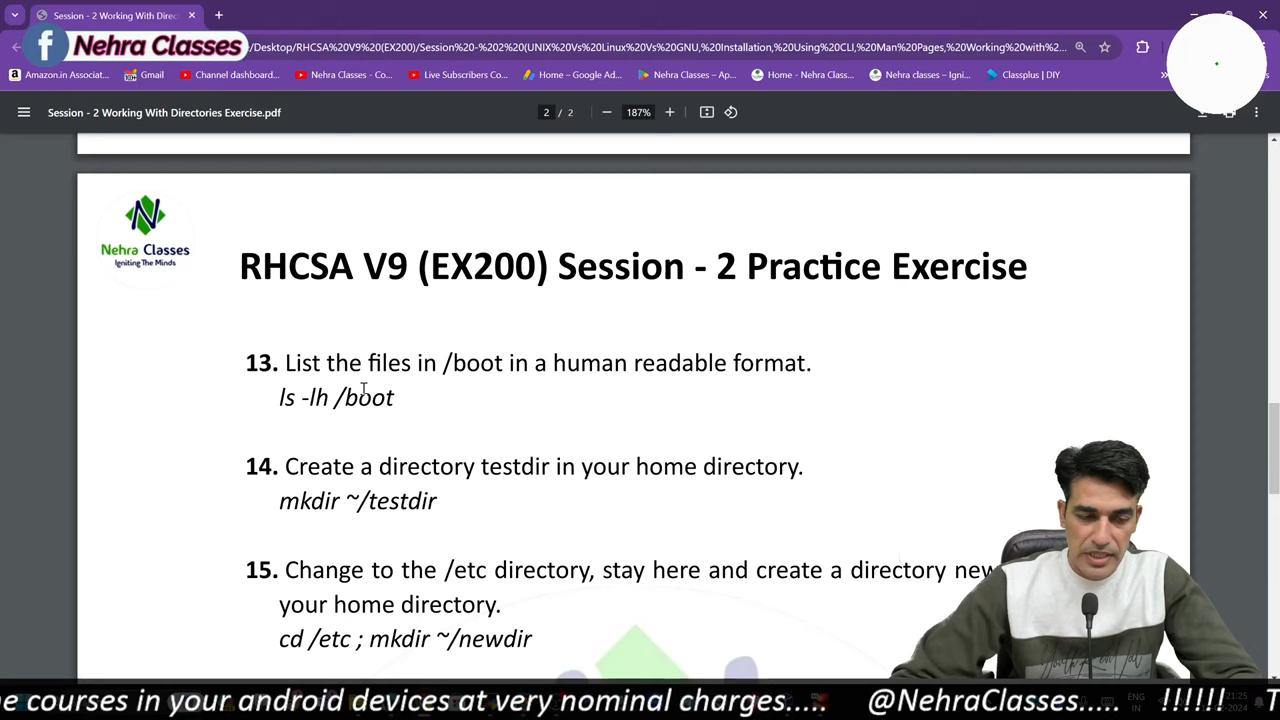 Session - 2 Working With Direc
Nehra Classes
/Desktop/RHCSA%20V9%20(EX200)/Session%20-%202%20(UNIX%20Vs%20Linux%20Vs%20GNU,%20Installation,%20Using%20CLI,%20Man%20Pages,%20Working%20with%2...
Amazon.in Associat...
Gmail
Channel dashboard...
Nehra Classes - Co...
Live Subscribers Co...
Home – Google Ad...
Nehra Classes – Ap...
Home - Nehra Class...
Nehra classes – Igni...
Classplus | DIY
Session - 2 Working With Directories Exercise.pdf
2 / 2
187%
Nehra Classes
Igniting The Minds
RHCSA V9 (EX200) Session - 2 Practice Exercise
13. List the files in /boot in a human readable format.
ls -lh /boot
14. Create a directory testdir in your home directory.
mkdir ~/testdir
15. Change to the /etc directory, stay here and create a directory new
your home directory.
cd /etc ; mkdir ~/newdir
ENG
IN
21:25
2024
he courses in your android devices at very nominal charges..... @NehraClasses..... !!!!!! T